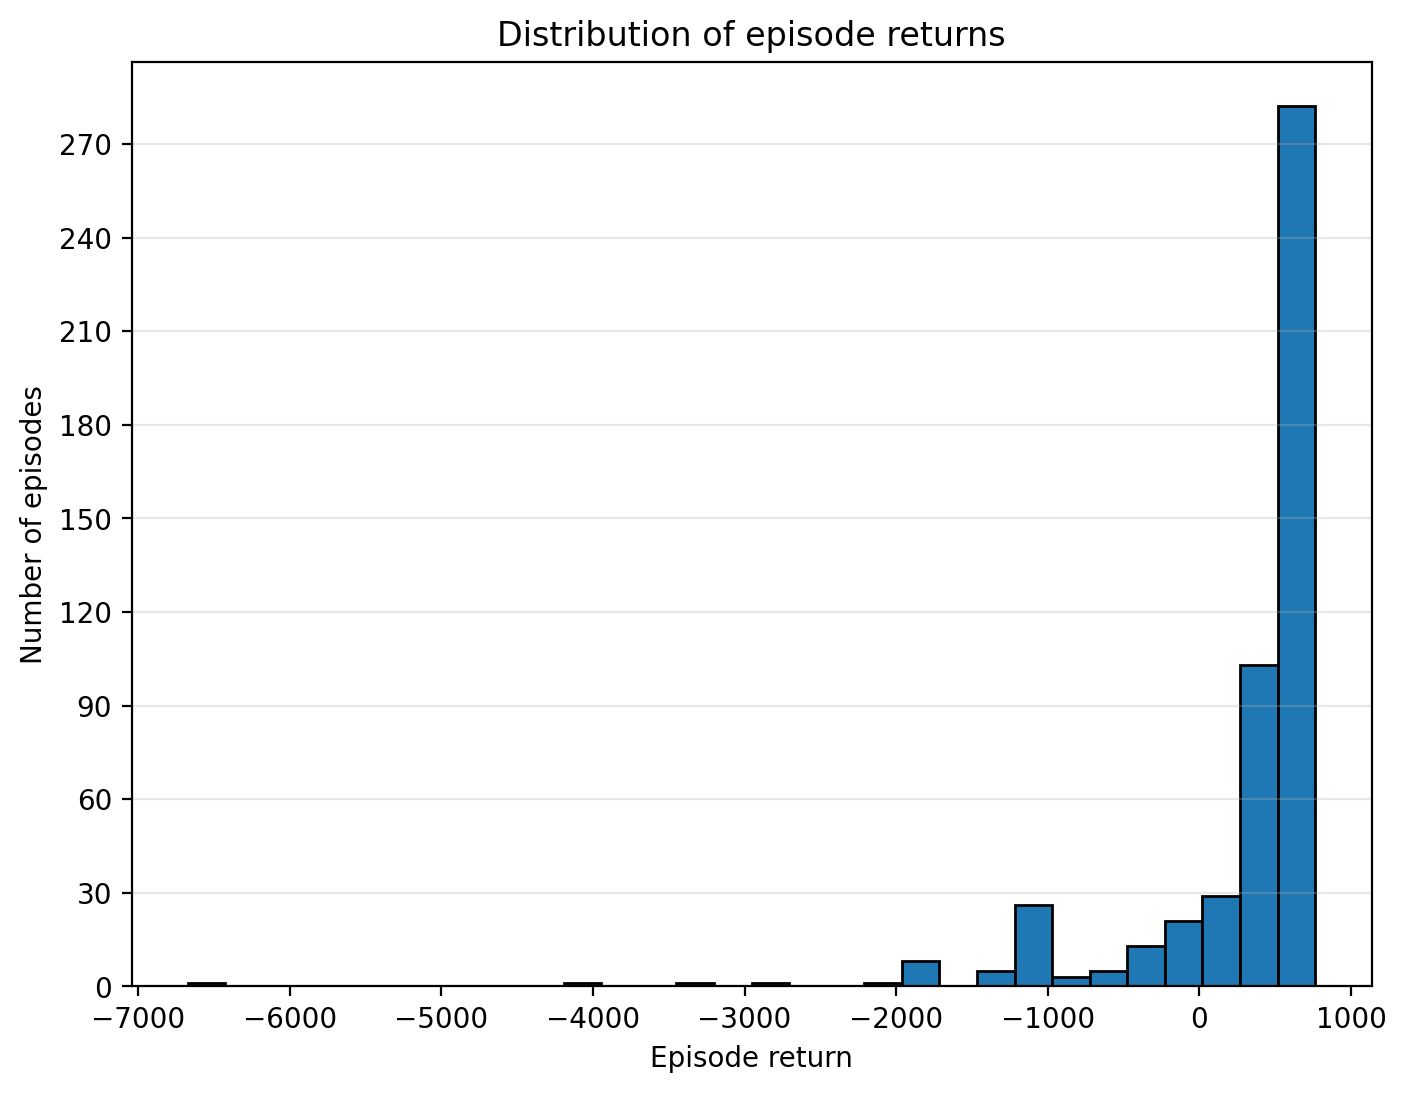 Distribution of episode returns
270
240
210
180
150
120
90
60
30
0
Number of episodes
−7000 −6000 −5000 −4000 −3000 −2000 −1000 0 1000
Episode return